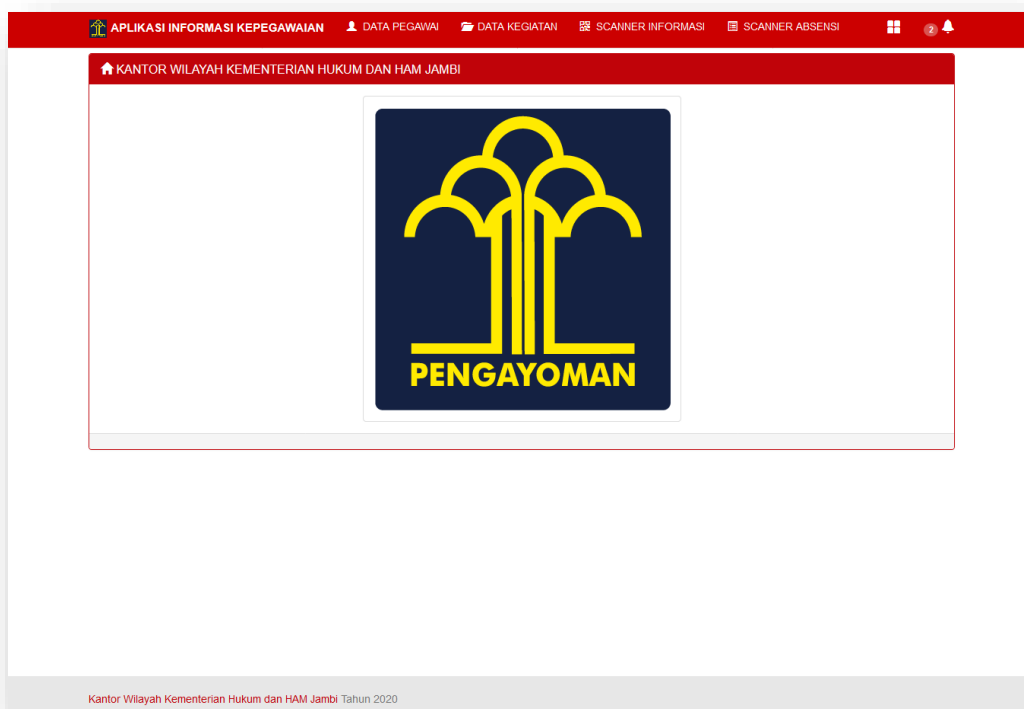 APLIKASI INFORMASI KEPEGAWAIAN DATA PEGAWAI DATA KEGIATAN SCANNER INFORMASI SCANNER ABSENSI 2
KANTOR WILAYAH KEMENTERIAN HUKUM DAN HAM JAMBI
PENGAYOMAN
Kantor Wilayah Kementerian Hukum dan HAM Jambi Tahun 2020